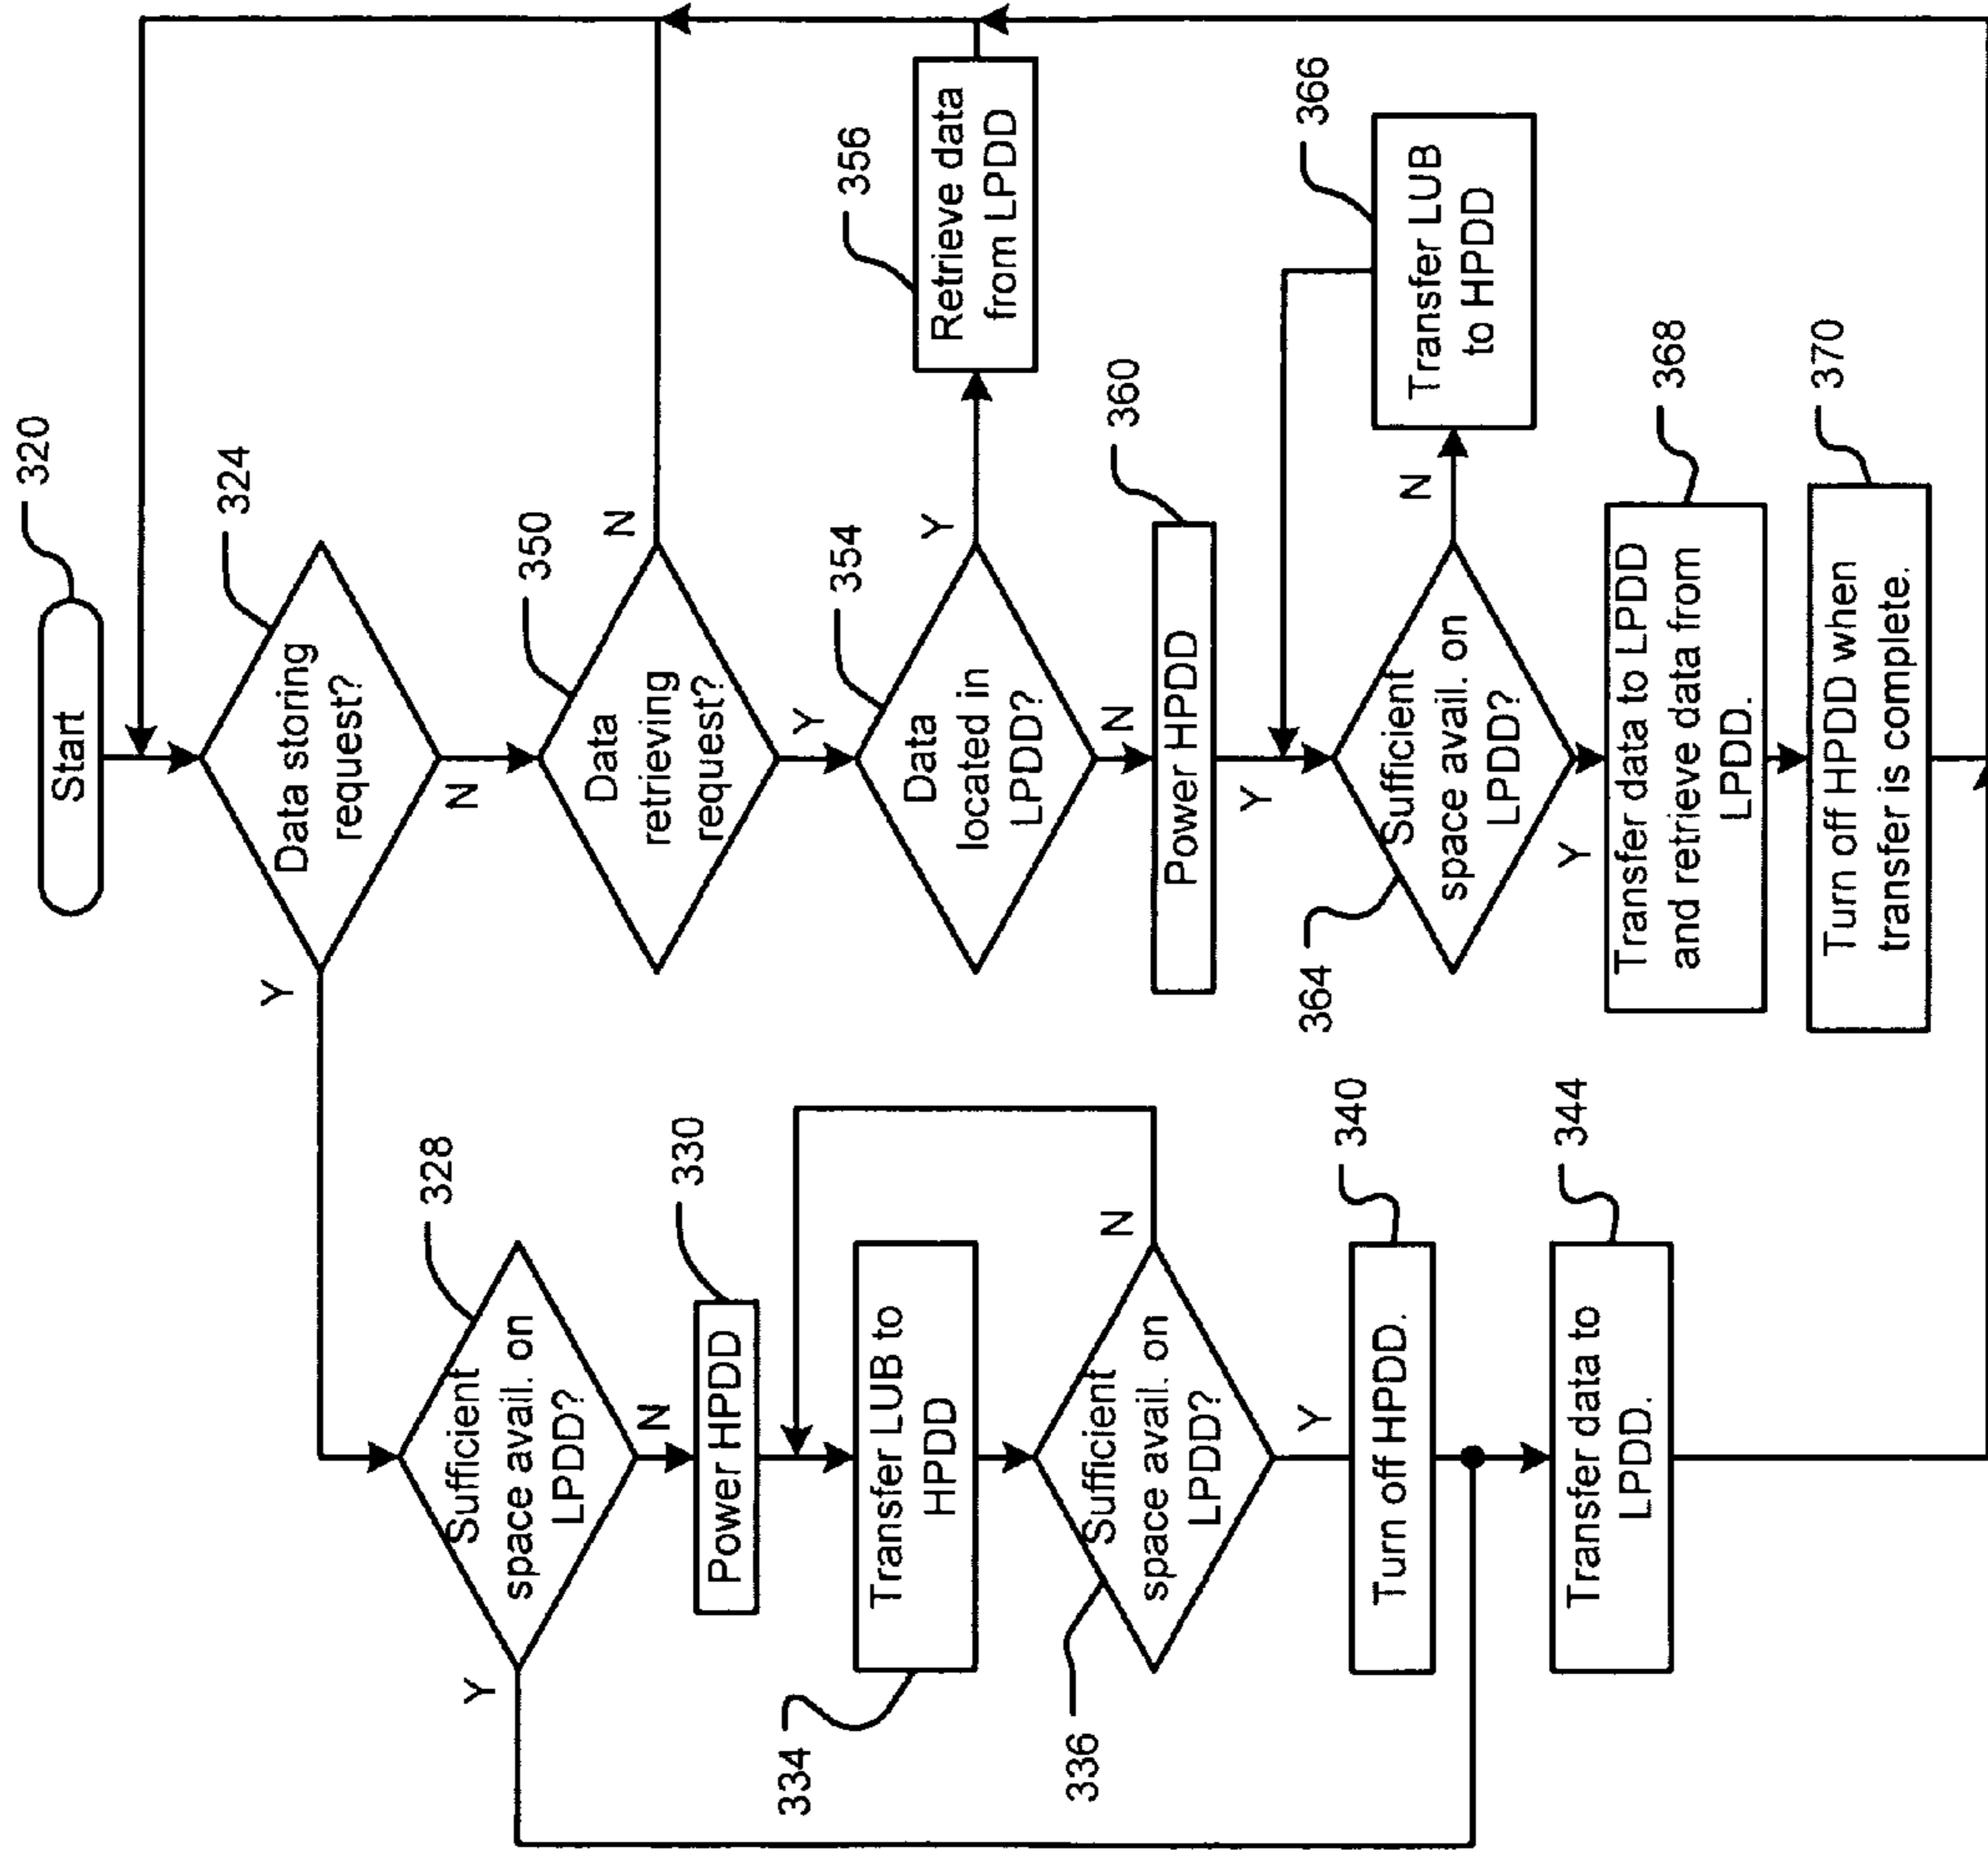 Start
320
Data storing
request?
324
Y
N
Sufficient
space avail. on
LPDD?
328
Y
N
Power HPDD
330
Transfer LUB to
HPDD
334
Sufficient
space avail. on
LPDD?
336
N
Y
Turn off HPDD.
340
Transfer data to
LPDD.
344
Data
retrieving
request?
350
N
Y
Data
located in
LPDD?
354
Y
N
Retrieve data
from LPDD
356
Power HPDD
360
Y
Sufficient
space avail. on
LPDD?
364
N
Y
Transfer LUB
to HPDD
366
Transfer data to LPDD
and retrieve data from
LPDD.
368
Turn off HPDD when
transfer is complete.
370